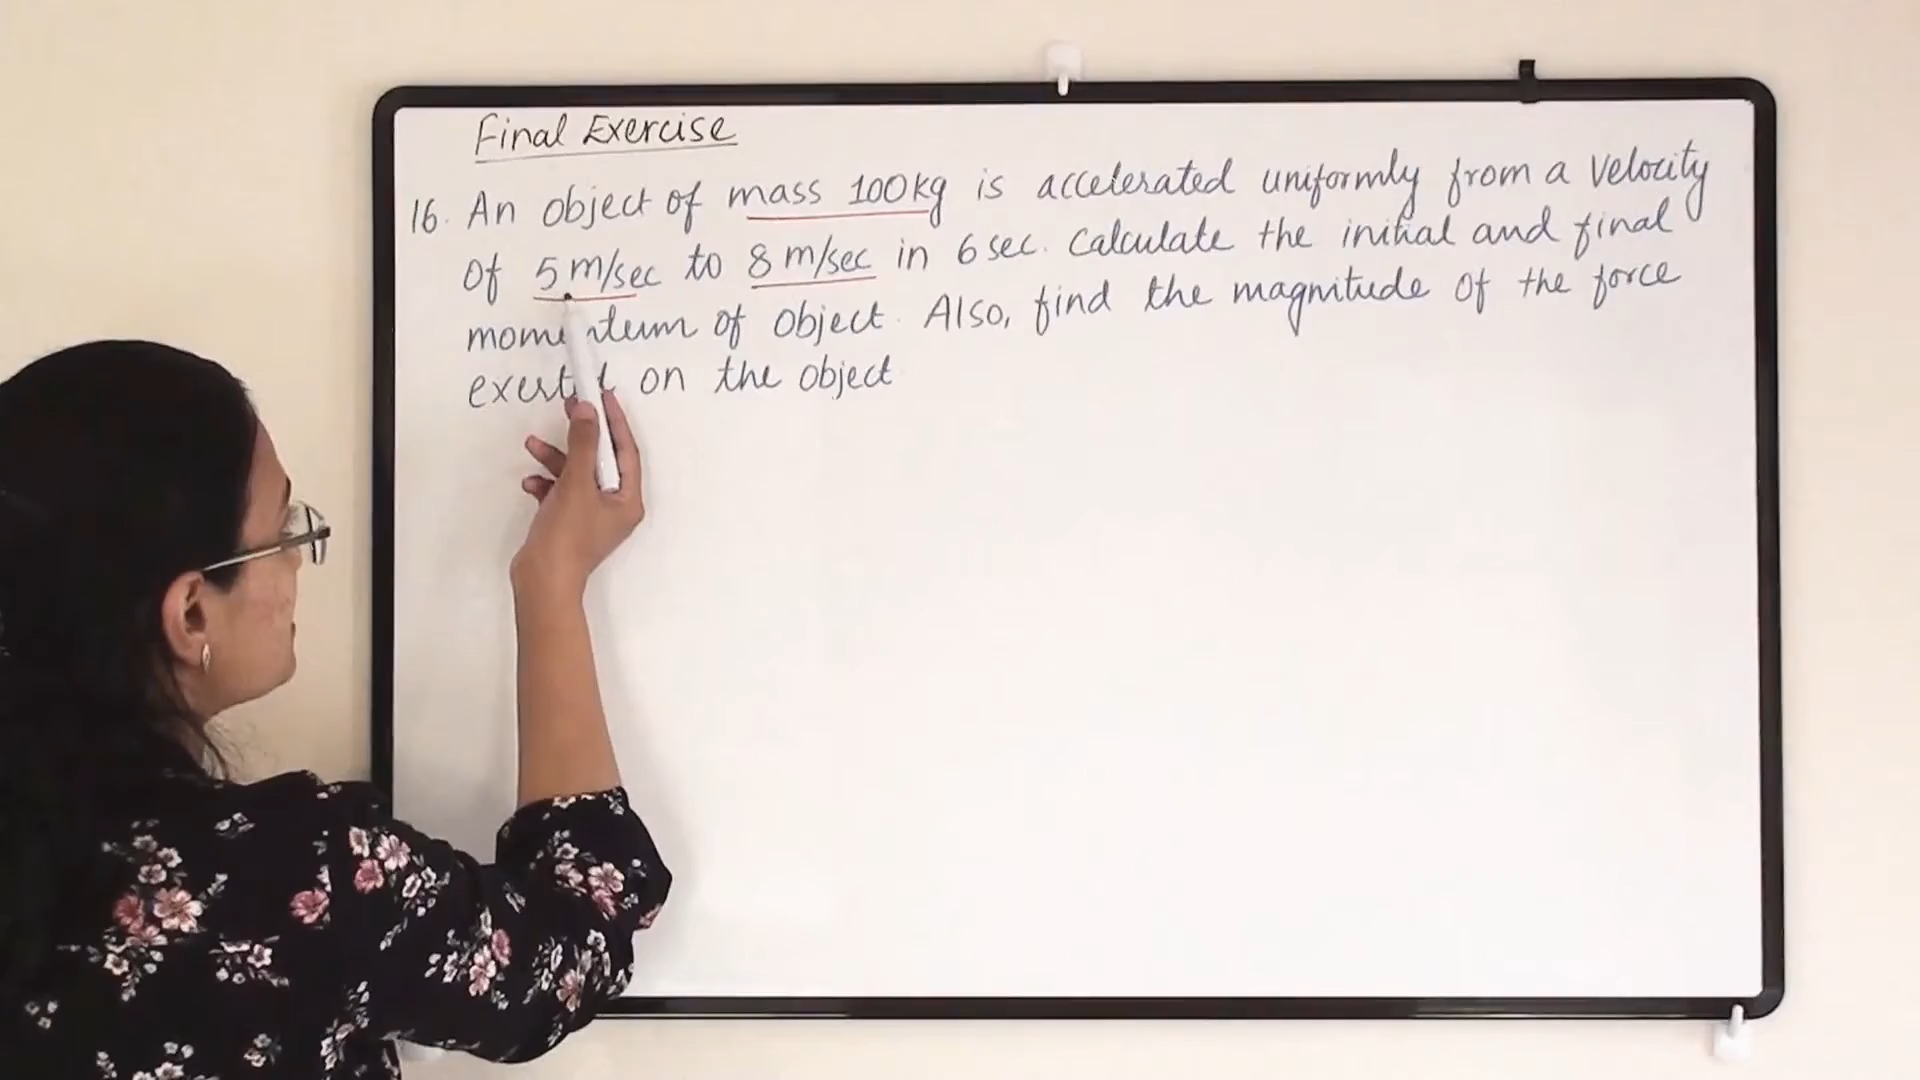 Final Exercise
16. An object of mass 100kg is accelerated uniformly from a velocity
of 5 m/sec to 8 m/sec in 6 sec. Calculate the initial and final
of object. Also, find the magnitude of the force
on the object